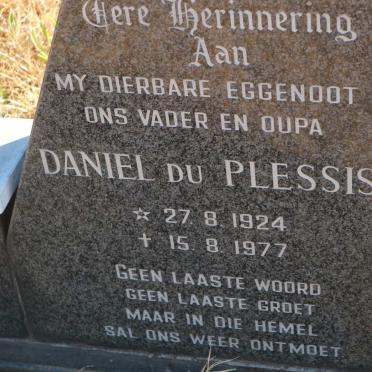 Tere Herinnering
Aan
MY DIERBARE EGGENOOT
ONS VADER EN OUPA
DANIEL DU PLESSIS
☆ 27. 8. 1924
✝ 15. 8. 1977
GEEN LAASTE WOORD
GEEN LAASTE GROET
MAAR IN DIE HEMEL
SAL ONS WEER ONTMOET